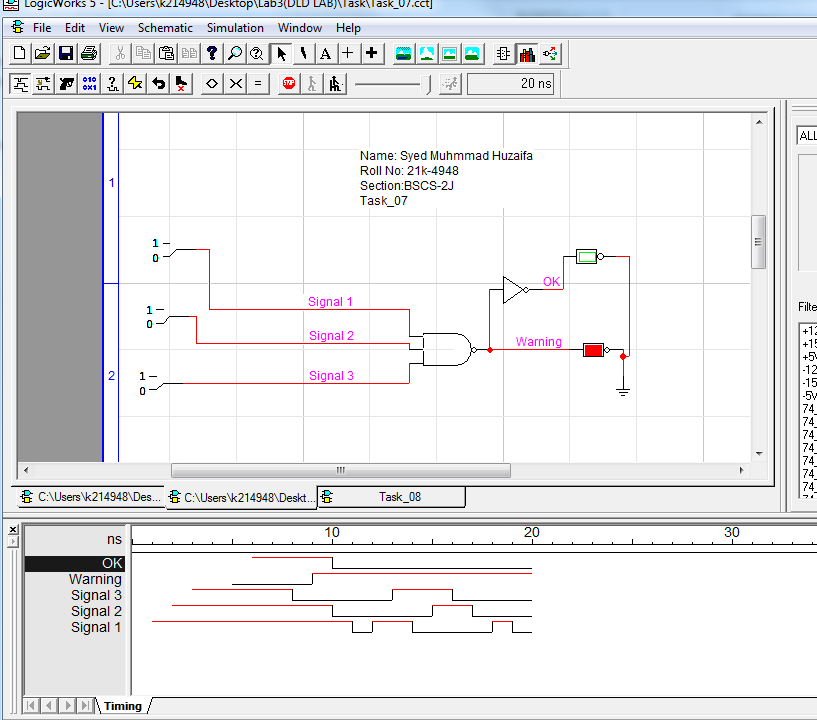 LogicWorks 5 - [C:\Users\k214948\Desktop\Lab3(DLD LAB)\Task\Task_07.cct]
File Edit View Schematic Simulation Window Help
A
010
0X1
STOP
20 ns
ALL
Name: Syed Muhmmad Huzaifa
Roll No: 21k-4948
Section:BSCS-2J
Task_07
1
1
0
OK
Signal 1
1
0
Signal 2
Warning
2
1
0
Signal 3
Filte
+12
+15
+5V
-12
-15
-5V
74_
74_
74_
74_
74_
74_
74_
C:\Users\k214948\Des...
C:\Users\k214948\Deskt...
Task_08
ns
10
20
30
OK
Warning
Signal 3
Signal 2
Signal 1
Timing